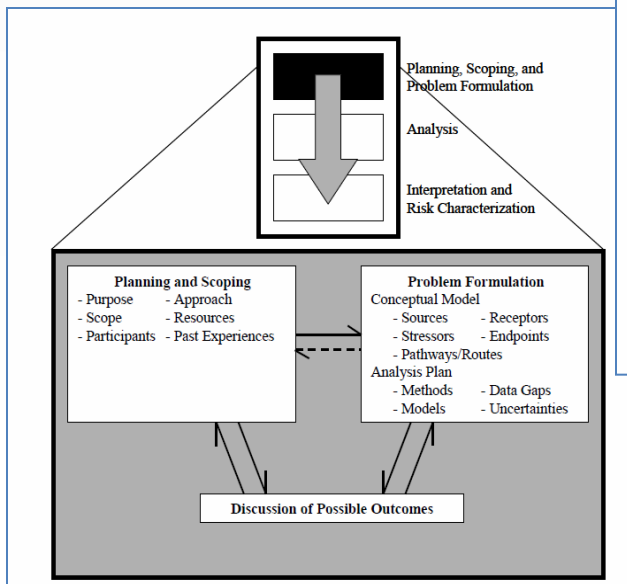 Planning, Scoping, and
Problem Formulation
Analysis
Interpretation and
Risk Characterization
Planning and Scoping
- Purpose - Approach
- Scope - Resources
- Participants - Past Experiences
Problem Formulation
Conceptual Model
- Sources - Receptors
- Stressors - Endpoints
- Pathways/Routes
Analysis Plan
- Methods - Data Gaps
- Models - Uncertainties
Discussion of Possible Outcomes